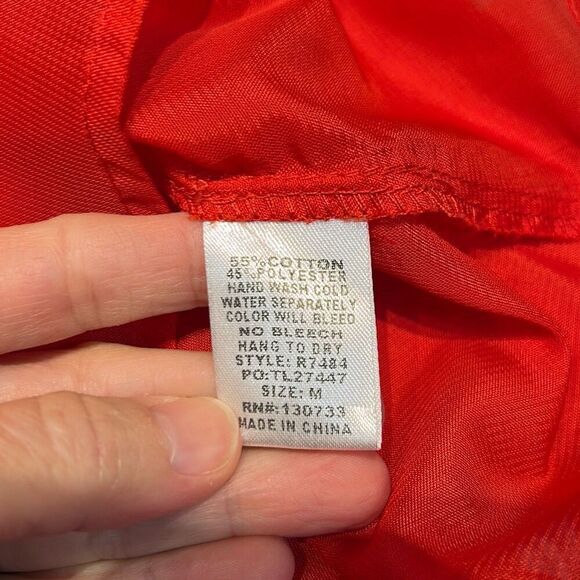 55%COTTON
45%POLYESTER
HAND WASH COLD
WATER SEPARATELY
COLOR WILL BLEED
NO BLEECH
HANG TO DRY
STYLE: R7484
PO:TL27447
SIZE: M
RN#:130733
MADE IN CHINA